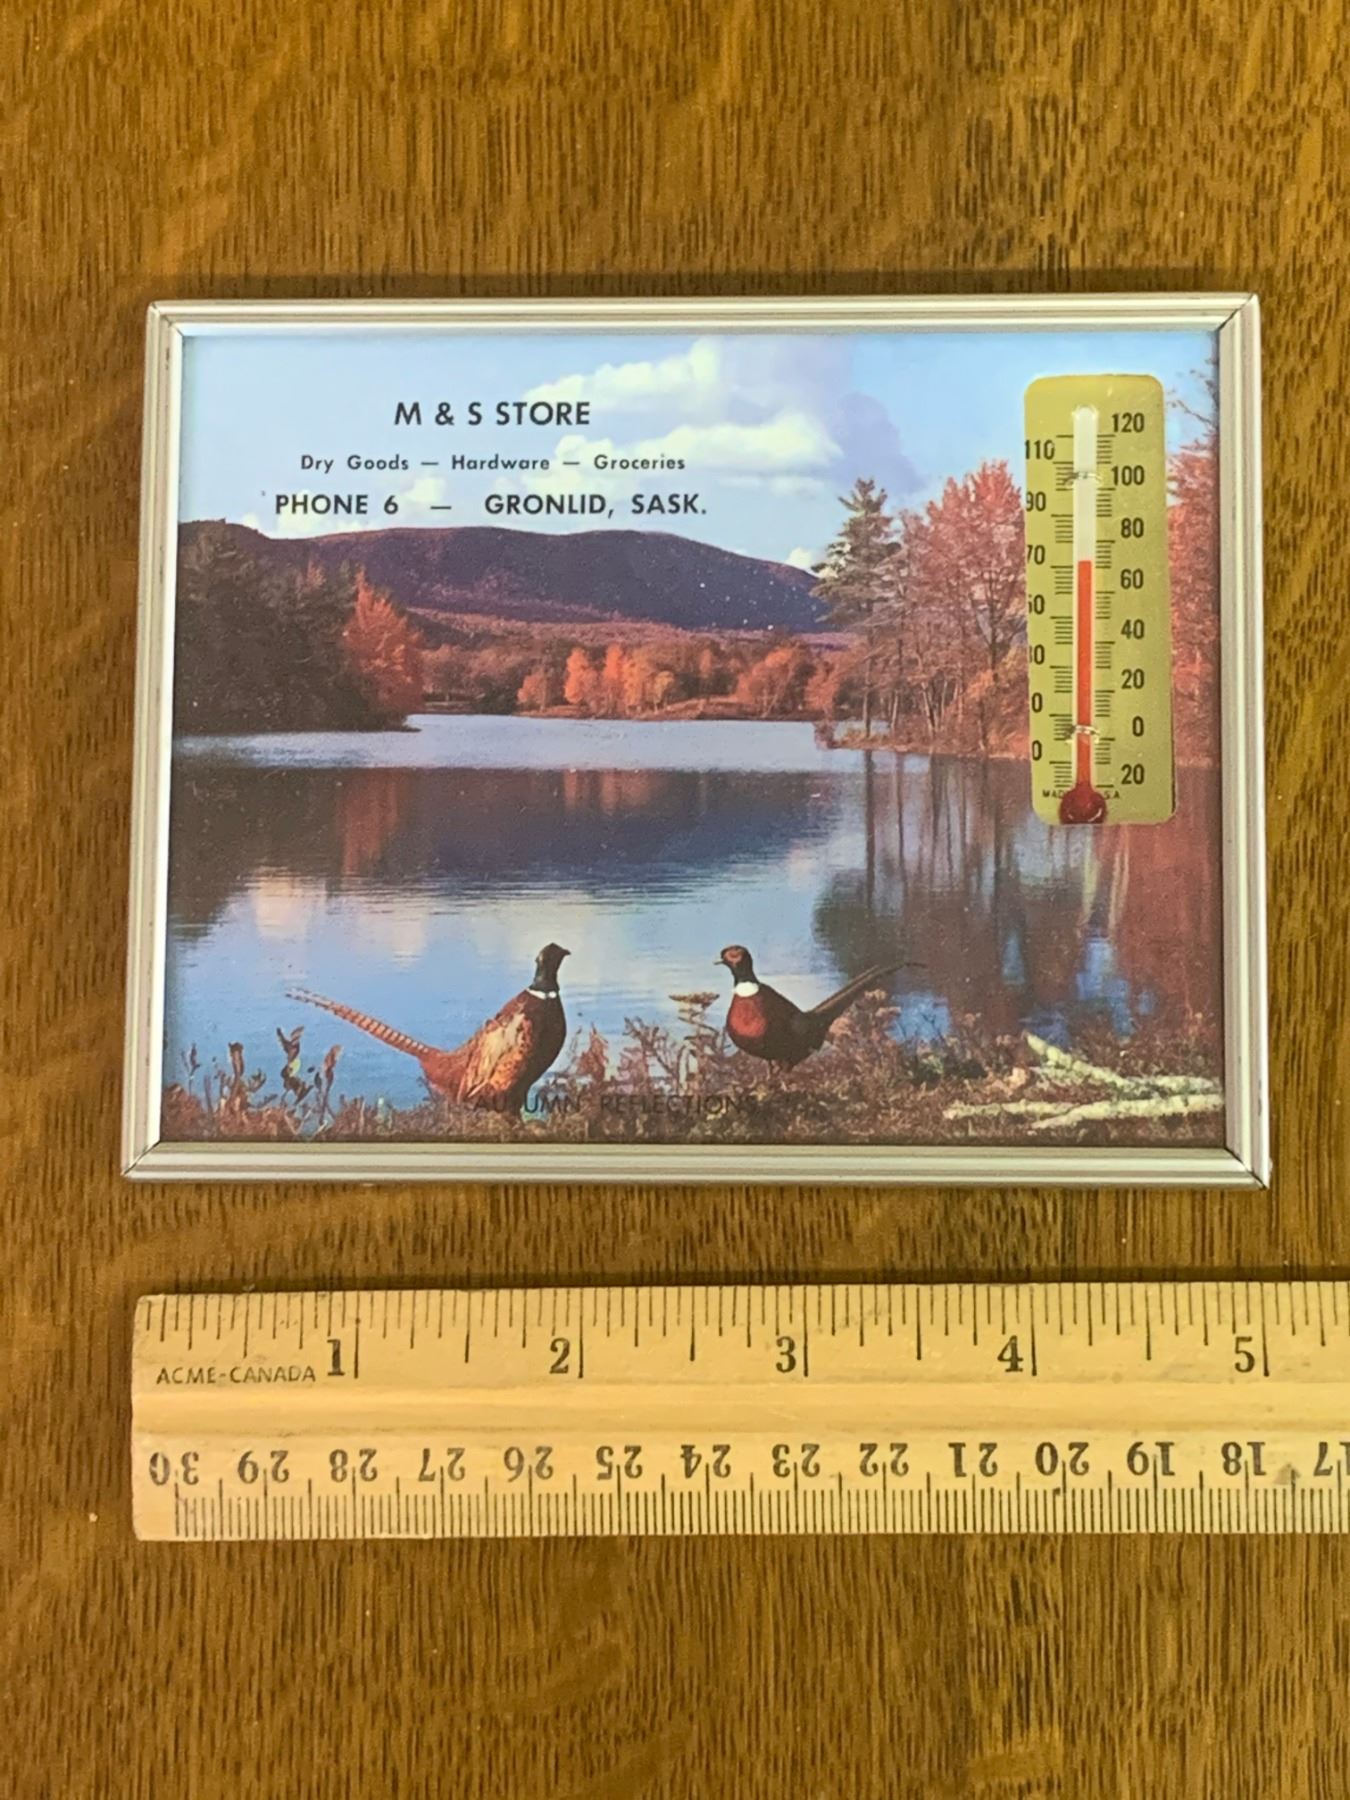 M & S STORE
Dry Goods — Hardware — Groceries
PHONE 6 — GRONLID, SASK.
120
110
100
90
80
70
60
40
20
0
20
AUTUMN REFLECTIONS
1 2 3 4 5
ACME-CANADA
30 29 28 27 26 25 24 23 22 21 20 19 18 17